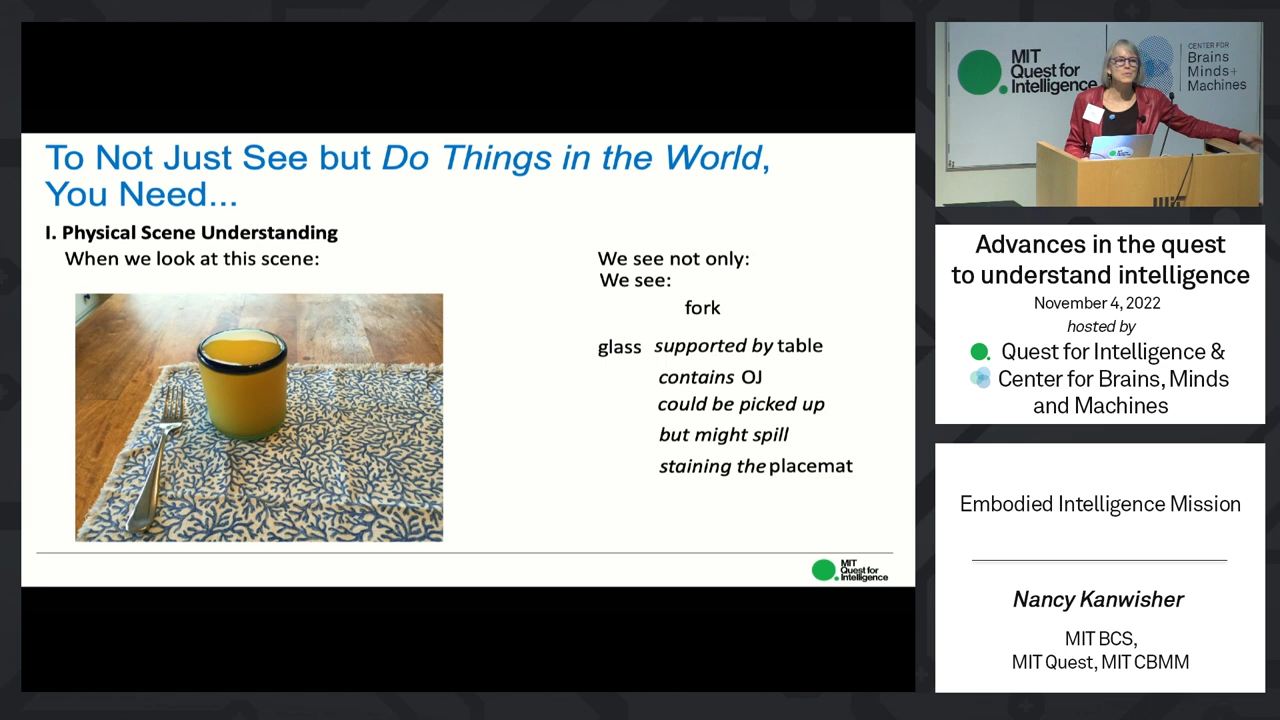 To Not Just See but Do Things in the World,
You Need...
I. Physical Scene Understanding
When we look at this scene:
We see not only:
We see:
fork
glass supported by table
contains OJ
could be picked up
but might spill
staining the placemat
MIT
Quest for
Intelligence
MIT
Quest for
Intelligence
CENTER FOR
Brains
Minds+
Machines
MIT
Advances in the quest
to understand intelligence
November 4, 2022
hosted by
Quest for Intelligence &
Center for Brains, Minds
and Machines
Embodied Intelligence Mission
Nancy Kanwisher
MIT BCS,
MIT Quest, MIT CBMM